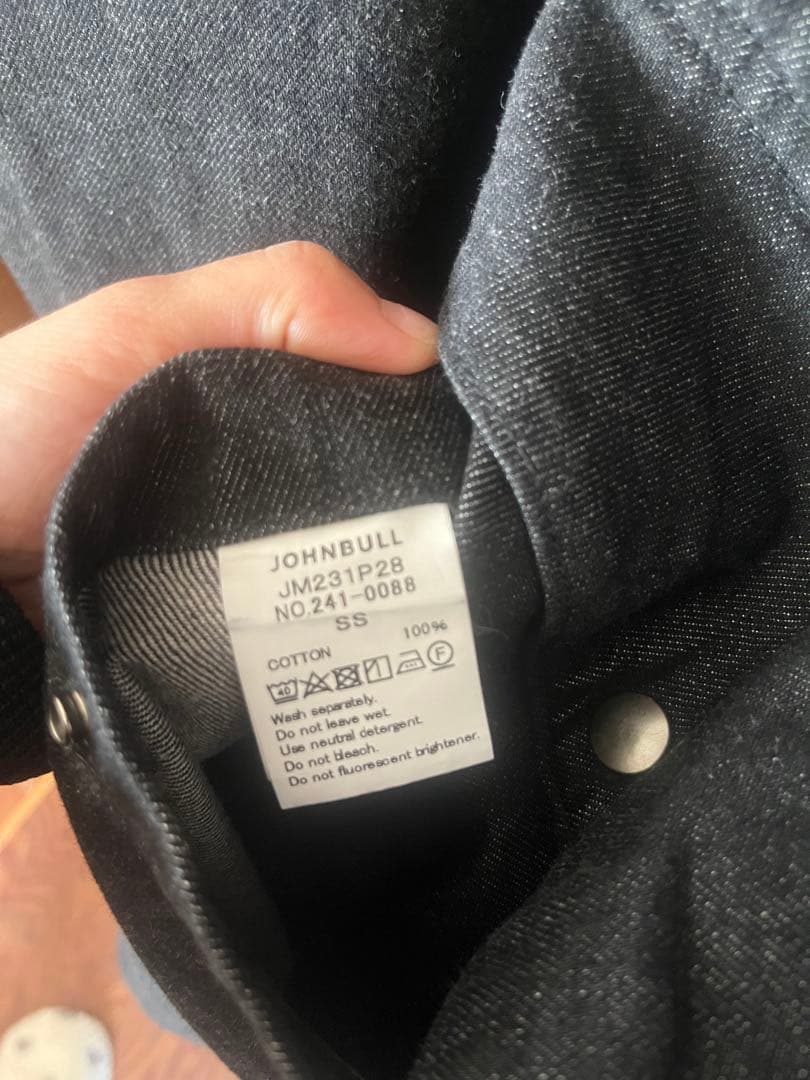 JOHNBULL
JM231P28
NO.241-0088
SS
COTTON 100%
40 F
Wash separately.
Do not leave wet.
Use neutral detergent.
Do not bleach.
Do not fluorescent brightener.